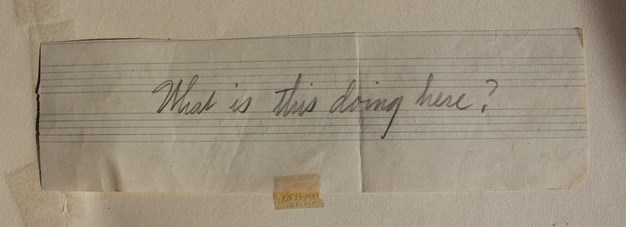 What is this doing here?